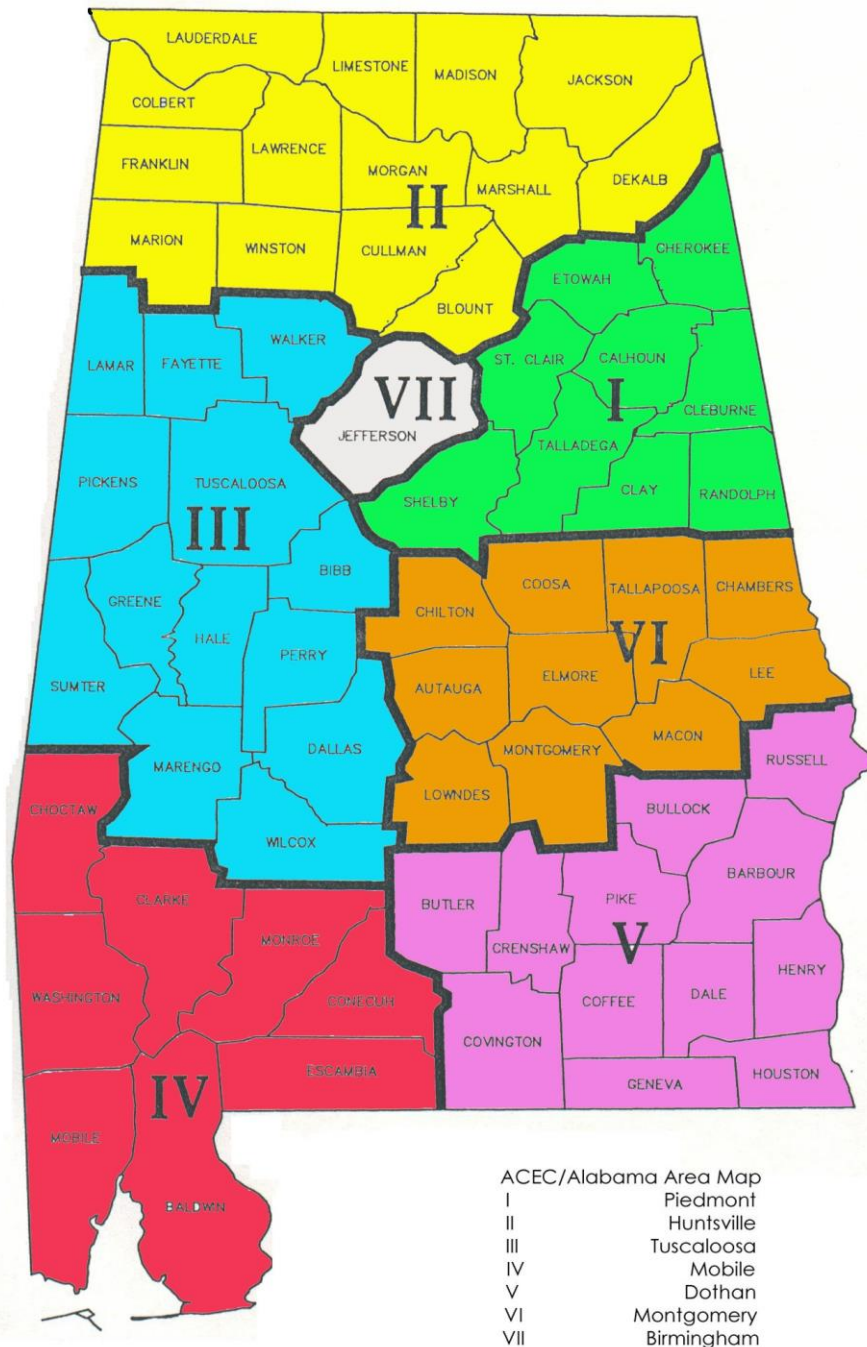 LAUDERDALE
LIMESTONE
MADISON
JACKSON
COLBERT
LAWRENCE
FRANKLIN
MORGAN
MARSHALL
DEKALB
II
MARION
WINSTON
CULLMAN
BLOUNT
CHEROKEE
ETOWAH
LAMAR
FAYETTE
WALKER
ST. CLAIR
CALHOUN
VII
I
JEFFERSON
CLEBURNE
TALLADEGA
PICKENS
TUSCALOOSA
SHELBY
CLAY
RANDOLPH
III
BIBB
COOSA
TALLAPOOSA
CHAMBERS
GREENE
CHILTON
HALE
VI
PERRY
ELMORE
LEE
SUMTER
AUTAUGA
MACON
MARENGO
DALLAS
MONTGOMERY
RUSSELL
LOWNDES
CHOCTAW
BULLOCK
WILCOX
BARBOUR
CLARKE
BUTLER
PIKE
MONROE
CRENSHAW
V
HENRY
WASHINGTON
CONECUH
COFFEE
DALE
COVINGTON
ESCAMBIA
GENEVA
HOUSTON
IV
MOBILE
BALDWIN
ACEC/Alabama Area Map
I Piedmont
II Huntsville
III Tuscaloosa
IV Mobile
V Dothan
VI Montgomery
VII Birmingham